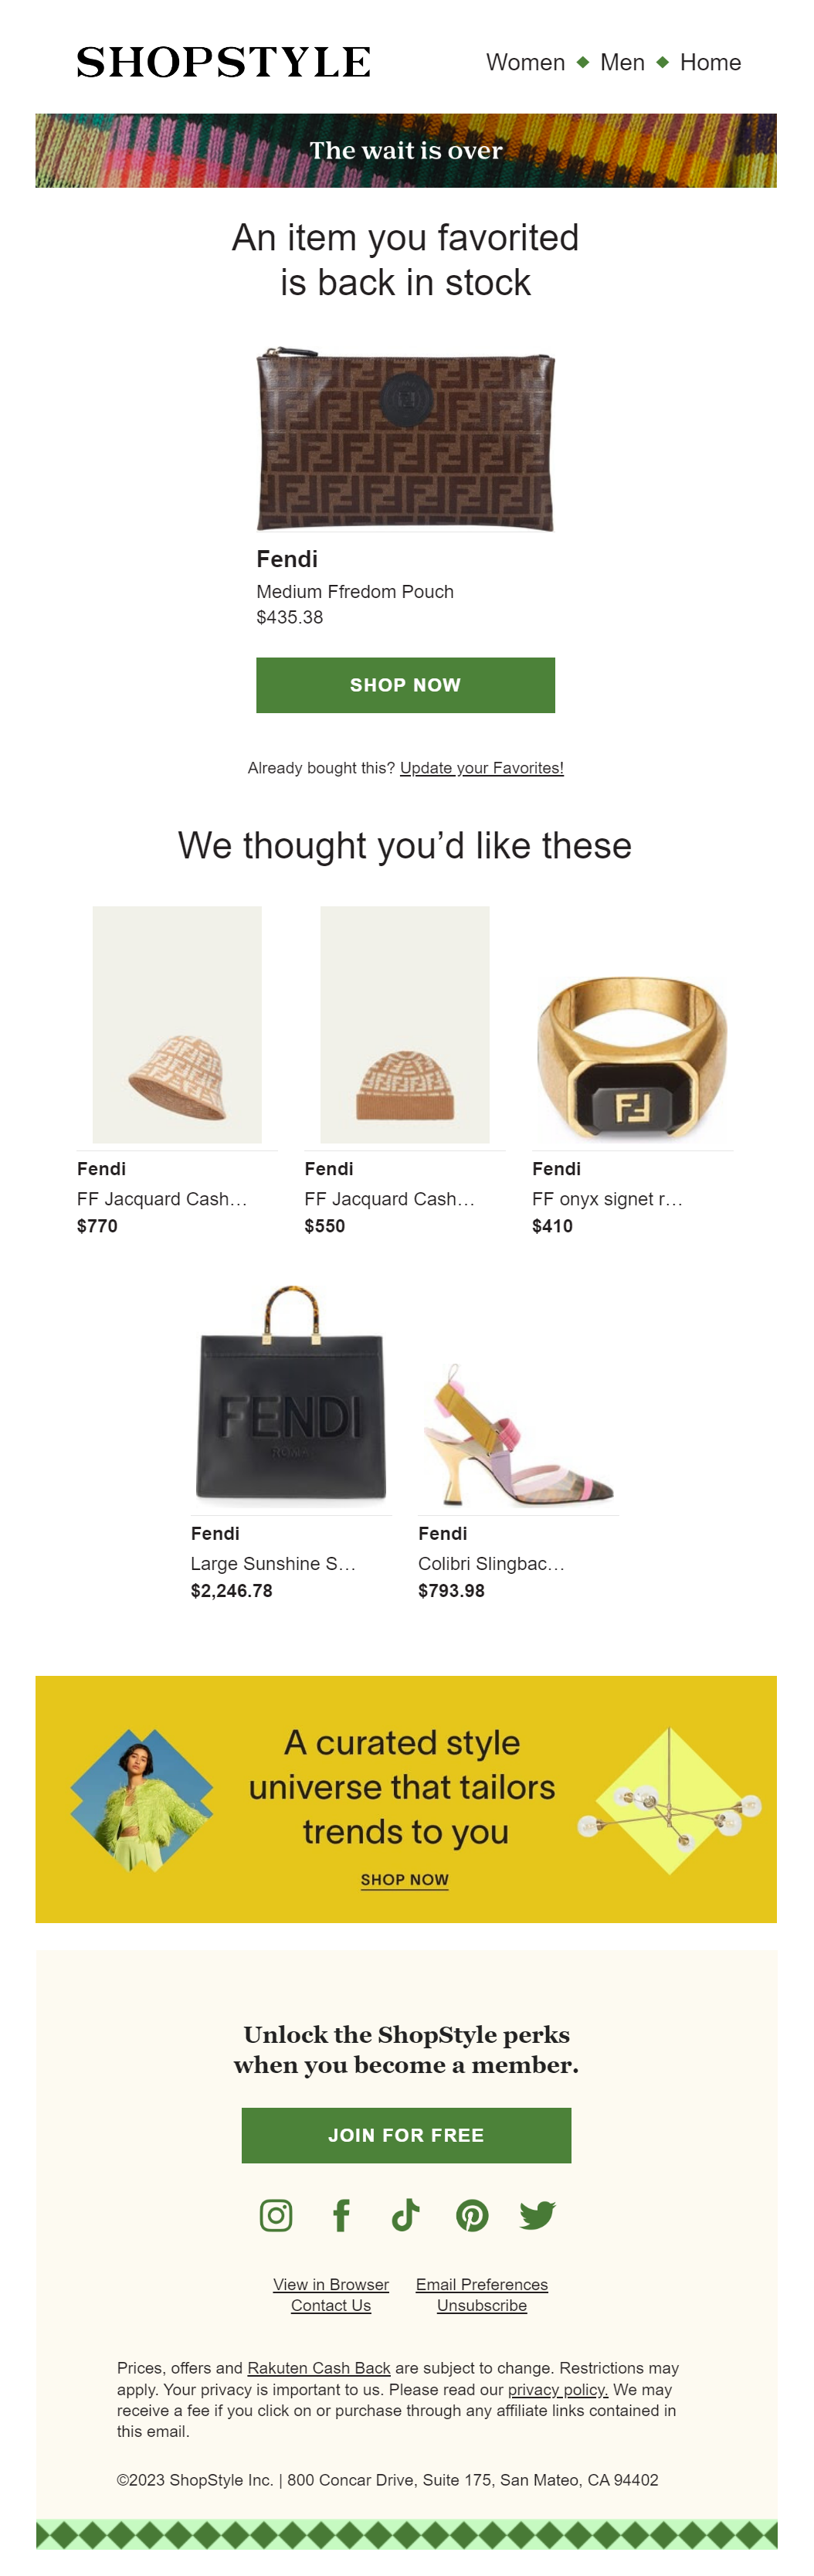 SHOPSTYLE
Women ◆ Men ◆ Home
The wait is over
An item you favorited
is back in stock
Fendi
Medium Ffredom Pouch
$435.38
SHOP NOW
Already bought this? Update your Favorites!
We thought you’d like these
Fendi
FF Jacquard Cash…
$770
Fendi
FF Jacquard Cash…
$550
Fendi
FF onyx signet r…
$410
FENDI
ROMA
Fendi
Large Sunshine S…
$2,246.78
Fendi
Colibri Slingbac…
$793.98
A curated style
universe that tailors
trends to you
SHOP NOW
Unlock the ShopStyle perks
when you become a member.
JOIN FOR FREE
View in Browser
Email Preferences
Contact Us
Unsubscribe
Prices, offers and Rakuten Cash Back are subject to change. Restrictions may
apply. Your privacy is important to us. Please read our privacy policy. We may
receive a fee if you click on or purchase through any affiliate links contained in
this email.
©2023 ShopStyle Inc. | 800 Concar Drive, Suite 175, San Mateo, CA 94402